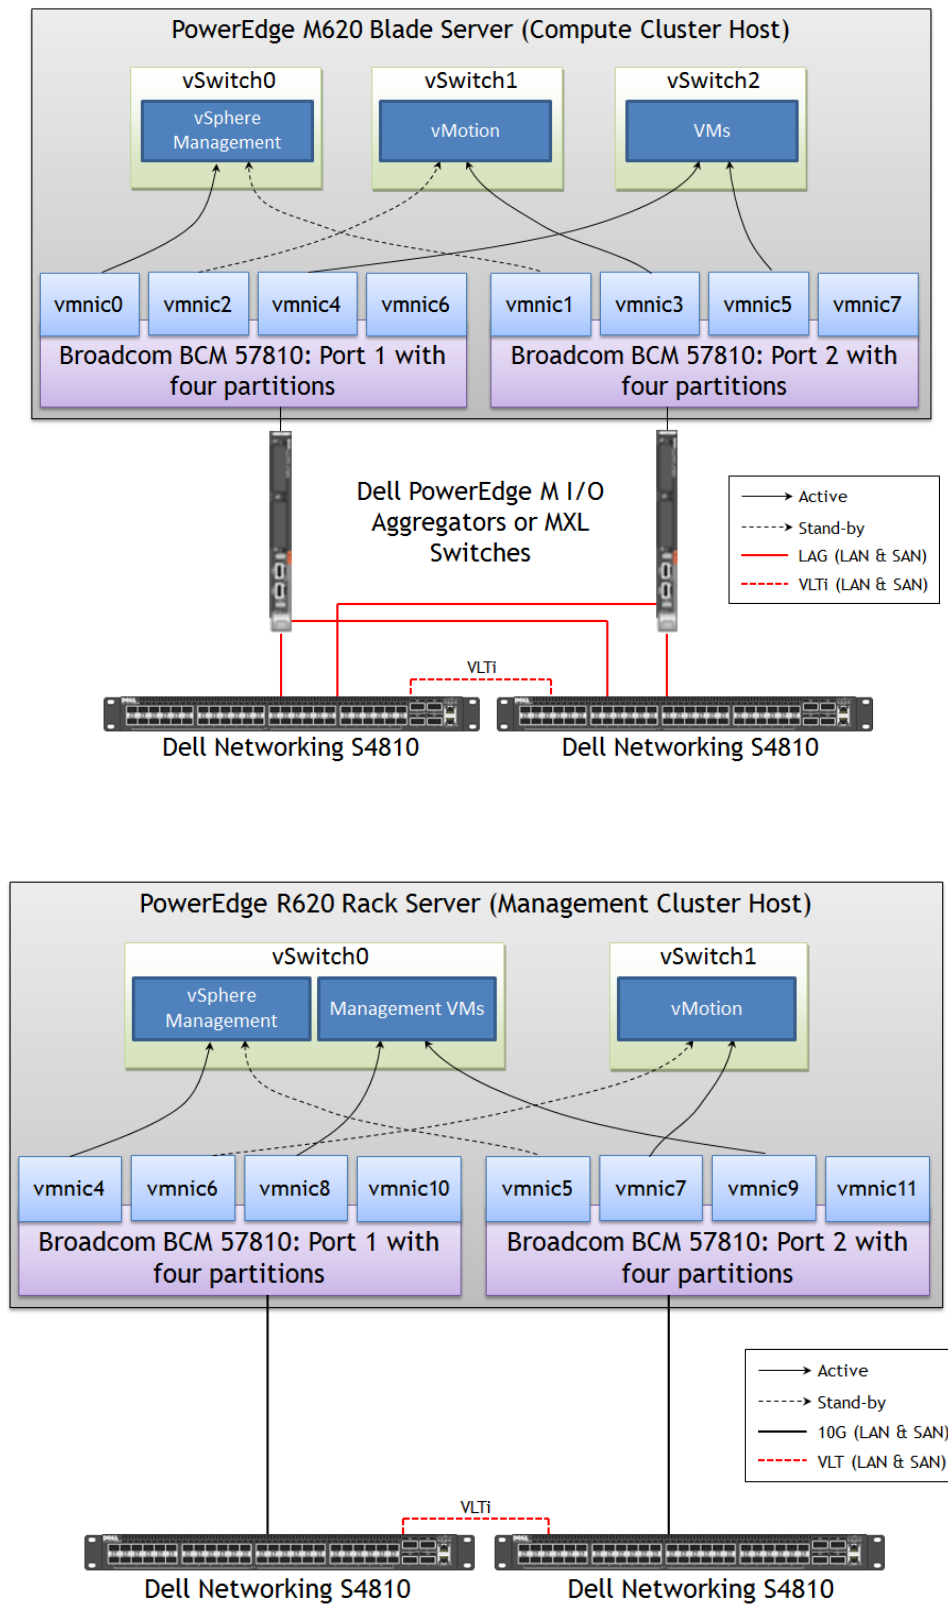 PowerEdge M620 Blade Server (Compute Cluster Host)
vSwitch0
vSwitch1
vSwitch2
vSphere
Management
vMotion
VMs
vmnic0
vmnic2
vmnic4
vmnic6
vmnic1
vmnic3
vmnic5
vmnic7
Broadcom BCM 57810: Port 1 with
four partitions
Broadcom BCM 57810: Port 2 with
four partitions
Dell PowerEdge M I/O
Aggregators or MXL
Switches
Active
Stand-by
LAG (LAN & SAN)
VLTi (LAN & SAN)
VLTi
DELL
DELL
Dell Networking S4810
Dell Networking S4810
PowerEdge R620 Rack Server (Management Cluster Host)
vSwitch0
vSwitch1
vSphere
Management
Management VMs
vMotion
vmnic4
vmnic6
vmnic8
vmnic10
vmnic5
vmnic7
vmnic9
vmnic11
Broadcom BCM 57810: Port 1 with
four partitions
Broadcom BCM 57810: Port 2 with
four partitions
Active
Stand-by
10G (LAN & SAN)
VLT (LAN & SAN)
VLTi
DELL
DELL
Dell Networking S4810
Dell Networking S4810